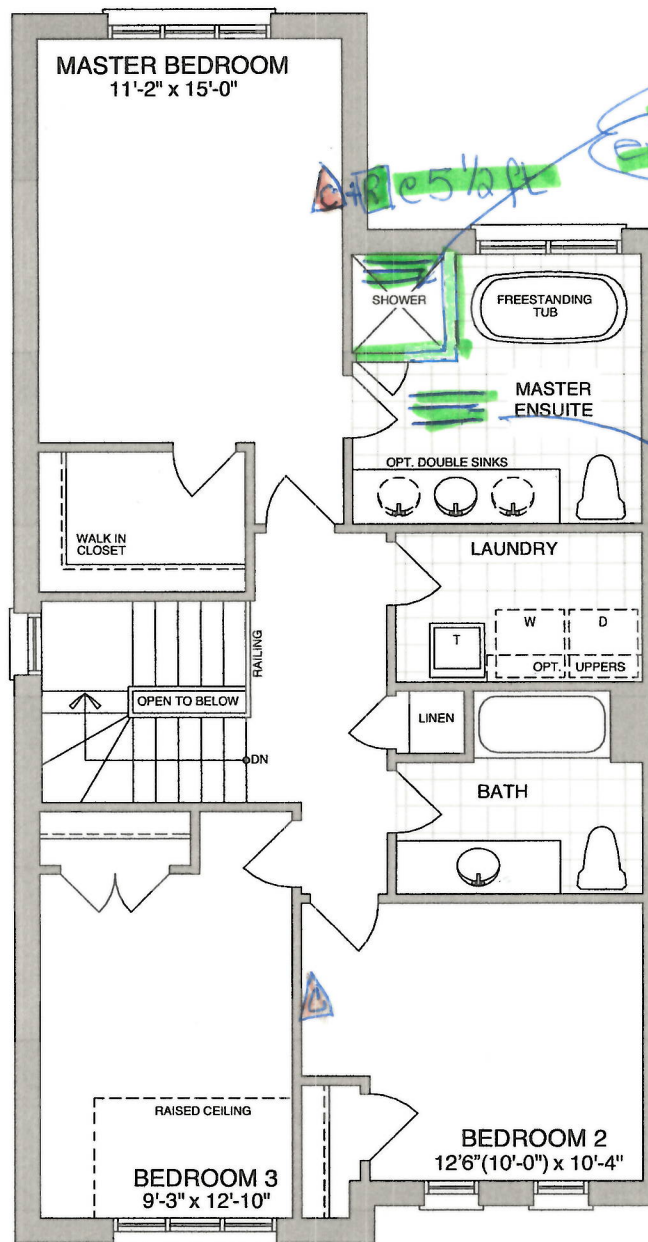 MASTER BEDROOM
11'-2" x 15'-0"
C + R @ 5 1/2 ft
SHOWER
FREESTANDING
TUB
MASTER
ENSUITE
OPT. DOUBLE SINKS
WALK IN
CLOSET
LAUNDRY
RAILING
T
W
D
OPT. UPPERS
OPEN TO BELOW
LINEN
DN
BATH
C
RAISED CEILING
BEDROOM 3
9'-3" x 12'-10"
BEDROOM 2
12'6"(10'-0") x 10'-4"